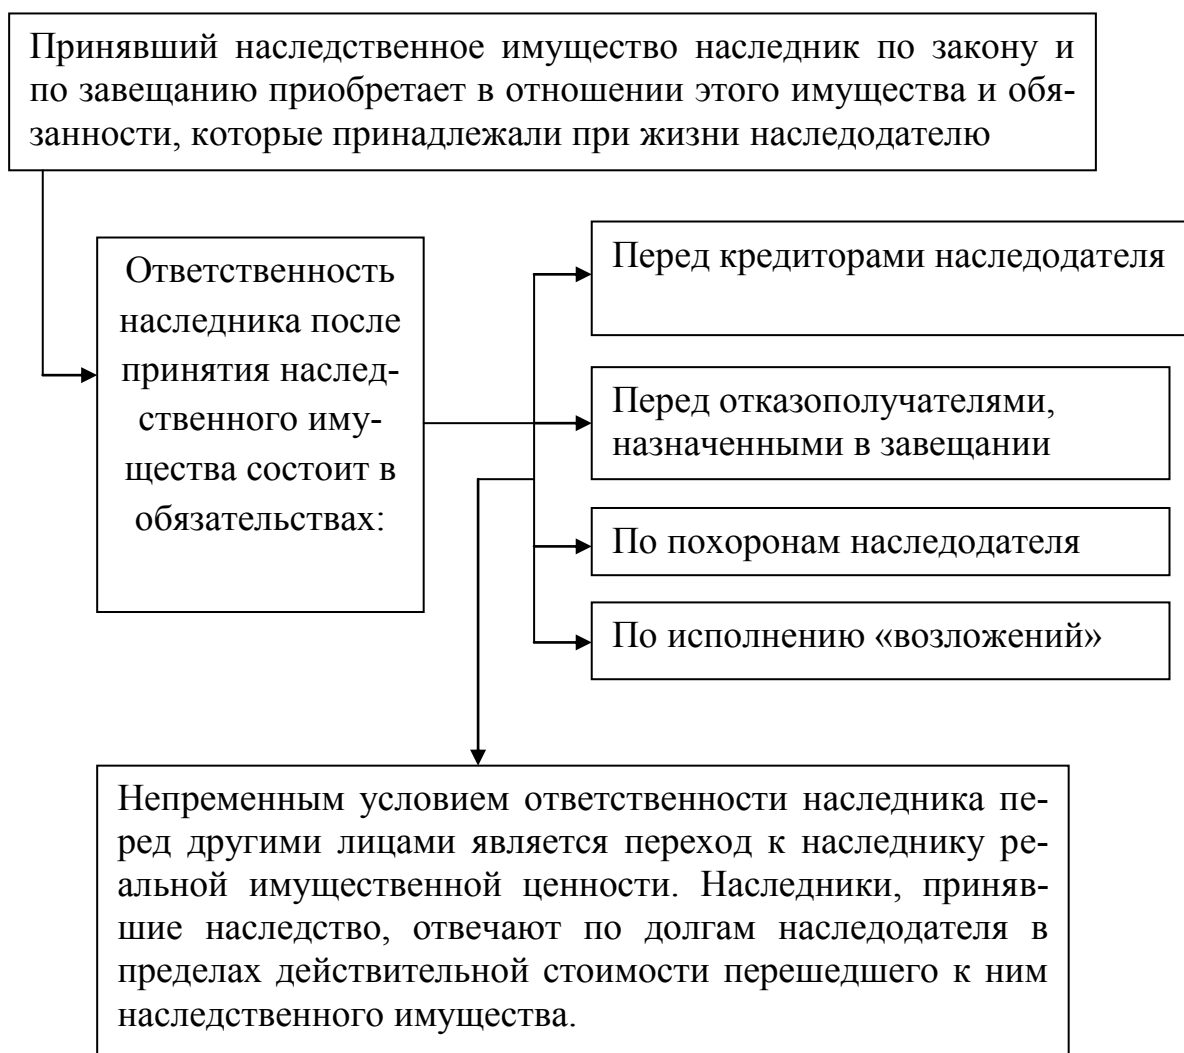 Принявший наследственное имущество наследник по закону и
по завещанию приобретает в отношении этого имущества и обя-
занности, которые принадлежали при жизни наследодателю
Ответственность
наследника после
принятия наслед-
ственного иму-
щества состоит в
обязательствах:
Перед кредиторами наследодателя
Перед отказополучателями,
назначенными в завещании
По похоронам наследодателя
По исполнению «возложений»
Непременным условием ответственности наследника пе-
ред другими лицами является переход к наследнику ре-
альной имущественной ценности. Наследники, приняв-
шие наследство, отвечают по долгам наследодателя в
пределах действительной стоимости перешедшего к ним
наследственного имущества.